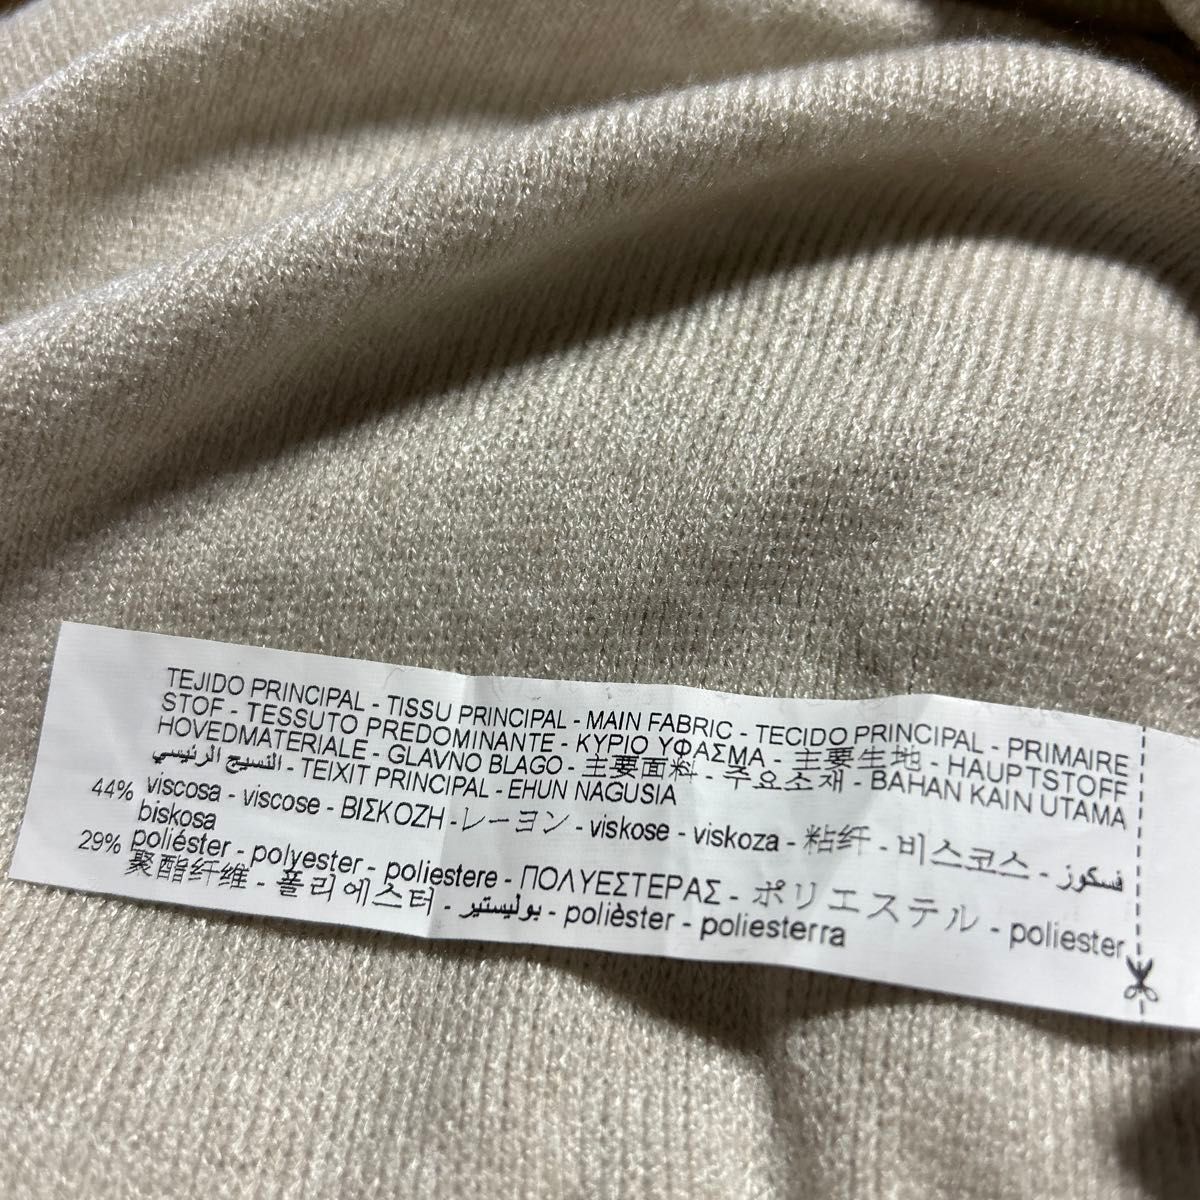 TEJIDO PRINCIPAL - TISSU PRINCIPAL - MAIN FABRIC - TECIDO PRINCIPAL - PRIMAIRE
STOF - TESSUTO PREDOMINANTE - ΚΥΡΙΟ ΥΦΑΣΜΑ - 主要生地 - HAUPTSTOFF
HOVEDMATERIALE - GLAVNO BLAGO - 主要面料 - 주요소재 - BAHAN KAIN UTAMA
النسيج الرئيسي - TEIXIT PRINCIPAL - EHUN NAGUSIA
44% viscosa - viscose - ΒΙΣΚΟΖΗ -レーヨン - viskose - viskoza - 粘纤 - 비스코스 - فسكوز
biskosa
29% poliéster - polyester - poliestere - ΠΟΛΥΕΣΤΕΡΑΣ - ポリエステル - poliester
聚酯纤维 - 폴리에스터 - بوليستير - polièster - poliesterra